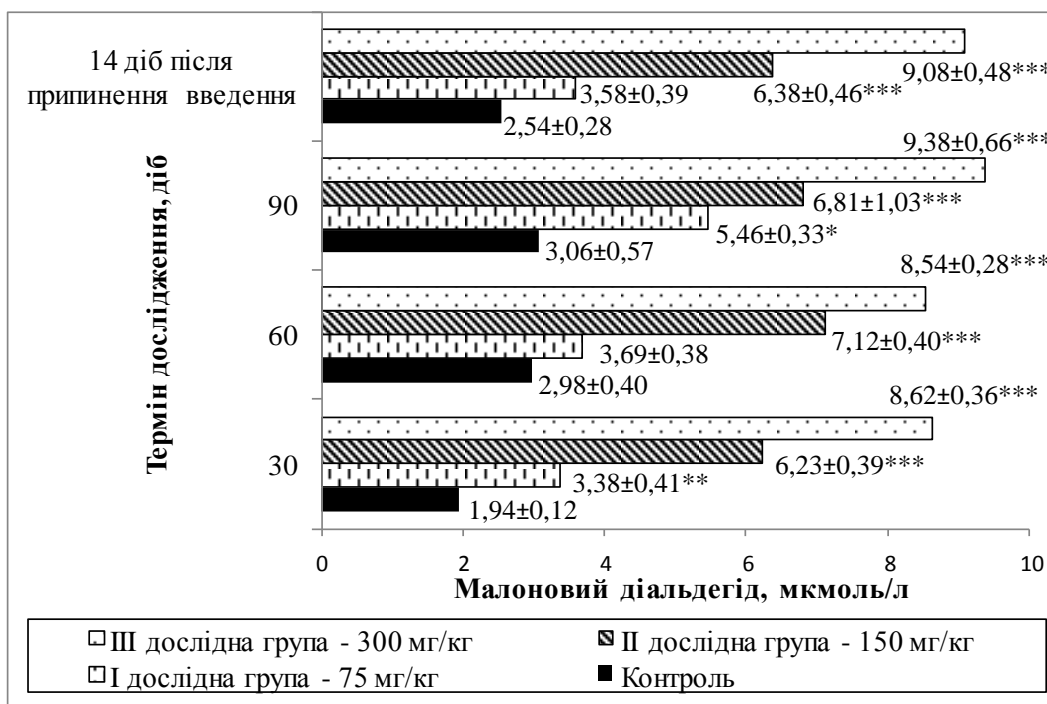 14 діб після
припинення введення
9,08±0,48***
6,38±0,46***
3,58±0,39
2,54±0,28
90
9,38±0,66***
6,81±1,03***
5,46±0,33*
3,06±0,57
60
8,54±0,28***
7,12±0,40***
3,69±0,38
2,98±0,40
30
8,62±0,36***
6,23±0,39***
3,38±0,41**
1,94±0,12
Термін дослідження, діб
0 2 4 6 8 10
Малоновий діальдегід, мкмоль/л
ІІІ дослідна група - 300 мг/кг
ІІ дослідна група - 150 мг/кг
І дослідна група - 75 мг/кг
Контроль